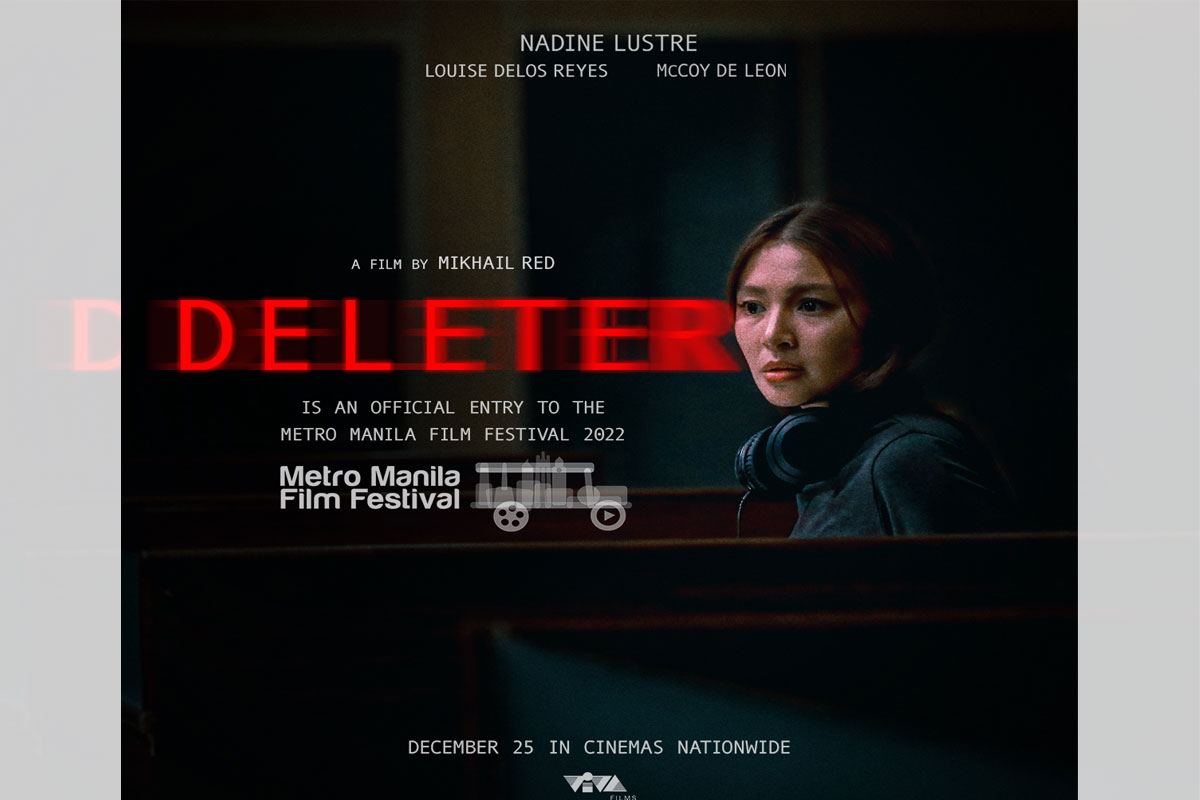 NADINE LUSTRE
LOUISE DELOS REYES McCOY DE LEON
A FILM BY MIKHAIL RED
DELETER
IS AN OFFICIAL ENTRY TO THE
METRO MANILA FILM FESTIVAL 2022
Metro Manila
Film Festival
DECEMBER 25 IN CINEMAS NATIONWIDE
VIVA
FILMS